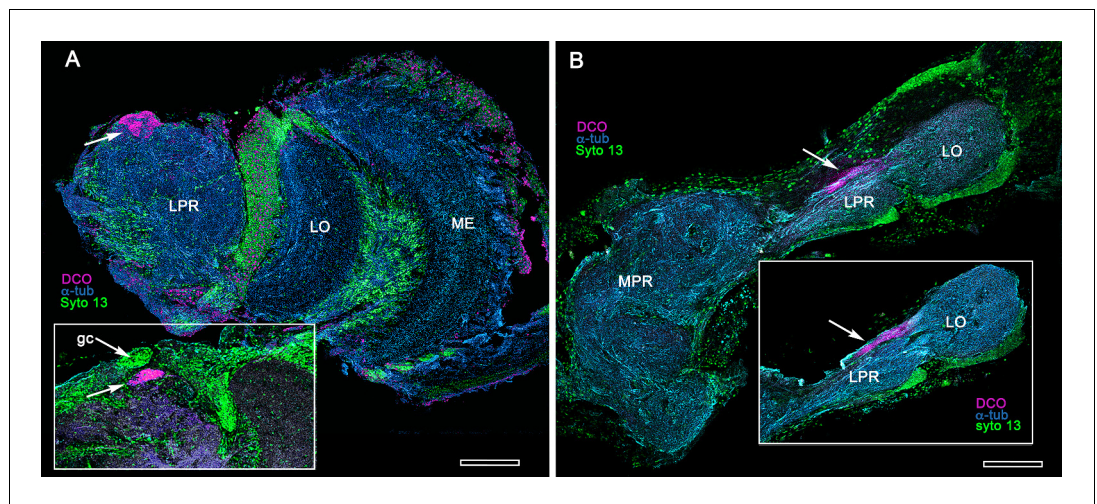 A
LPR
LO
ME
DCO
α-tub
Syto 13
gc
B
DCO
α-tub
Syto 13
LO
LPR
MPR
LO
LPR
DCO
α-tub
syto 13